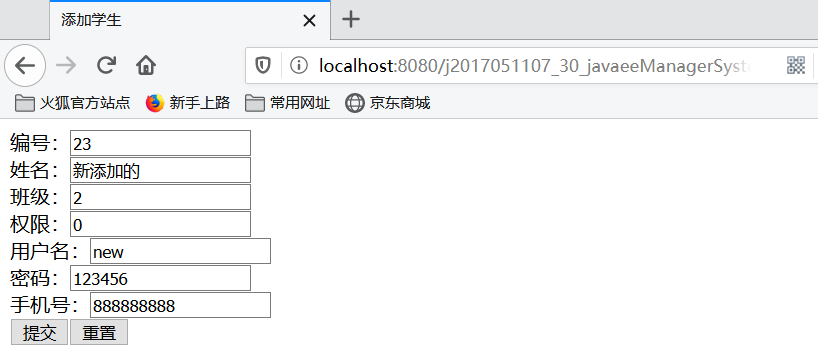 添加学生
localhost:8080/j2017051107_30_javaeeManagerSyst
火狐官方站点 新手上路 常用网址 京东商城
编号：23
姓名：新添加的
班级：2
权限：0
用户名：new
密码：123456
手机号：888888888
提交 重置